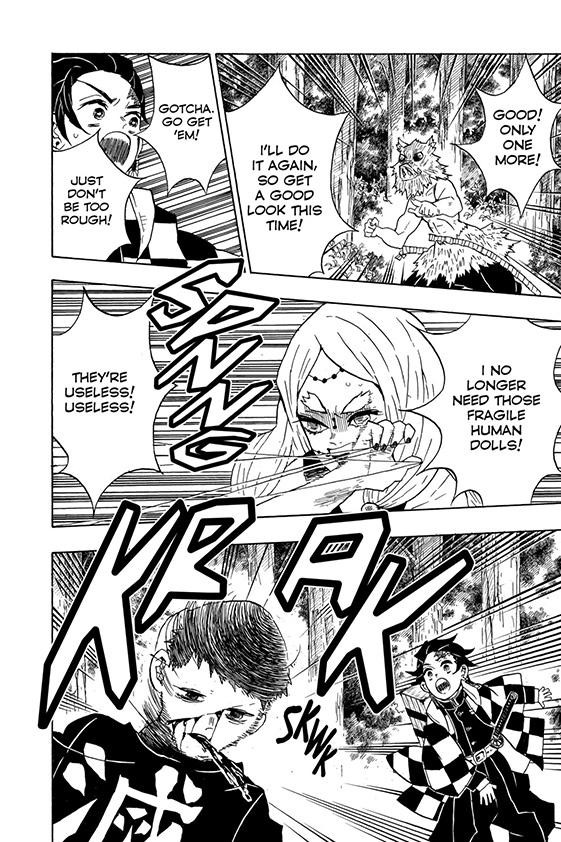 GOOD!
ONLY
ONE
MORE!
I'LL DO
IT AGAIN,
SO GET
A GOOD
LOOK THIS
TIME!
GOTCHA.
GO GET
'EM!
JUST
DON'T
BE TOO
ROUGH!
I NO
LONGER
NEED THOSE
FRAGILE
HUMAN
DOLLS!
SPNNG
THEY'RE
USELESS!
USELESS!
KRAK
SKWK
滅